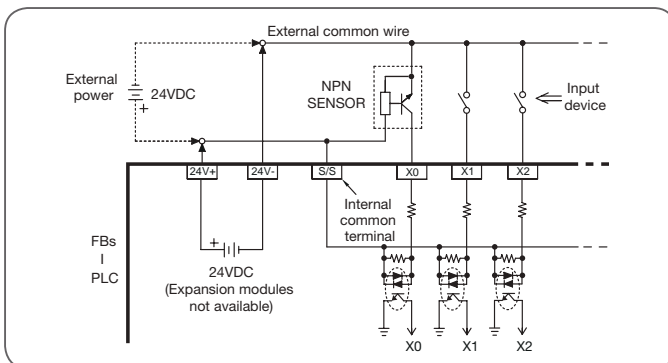 External common wire
External
power
24VDC
+
NPN
SENSOR
Input
device
24V+
24V-
S/S
X0
X1
X2
Internal
common
terminal
FBs
I
PLC
+
24VDC
(Expansion modules
not available)
X0
X1
X2